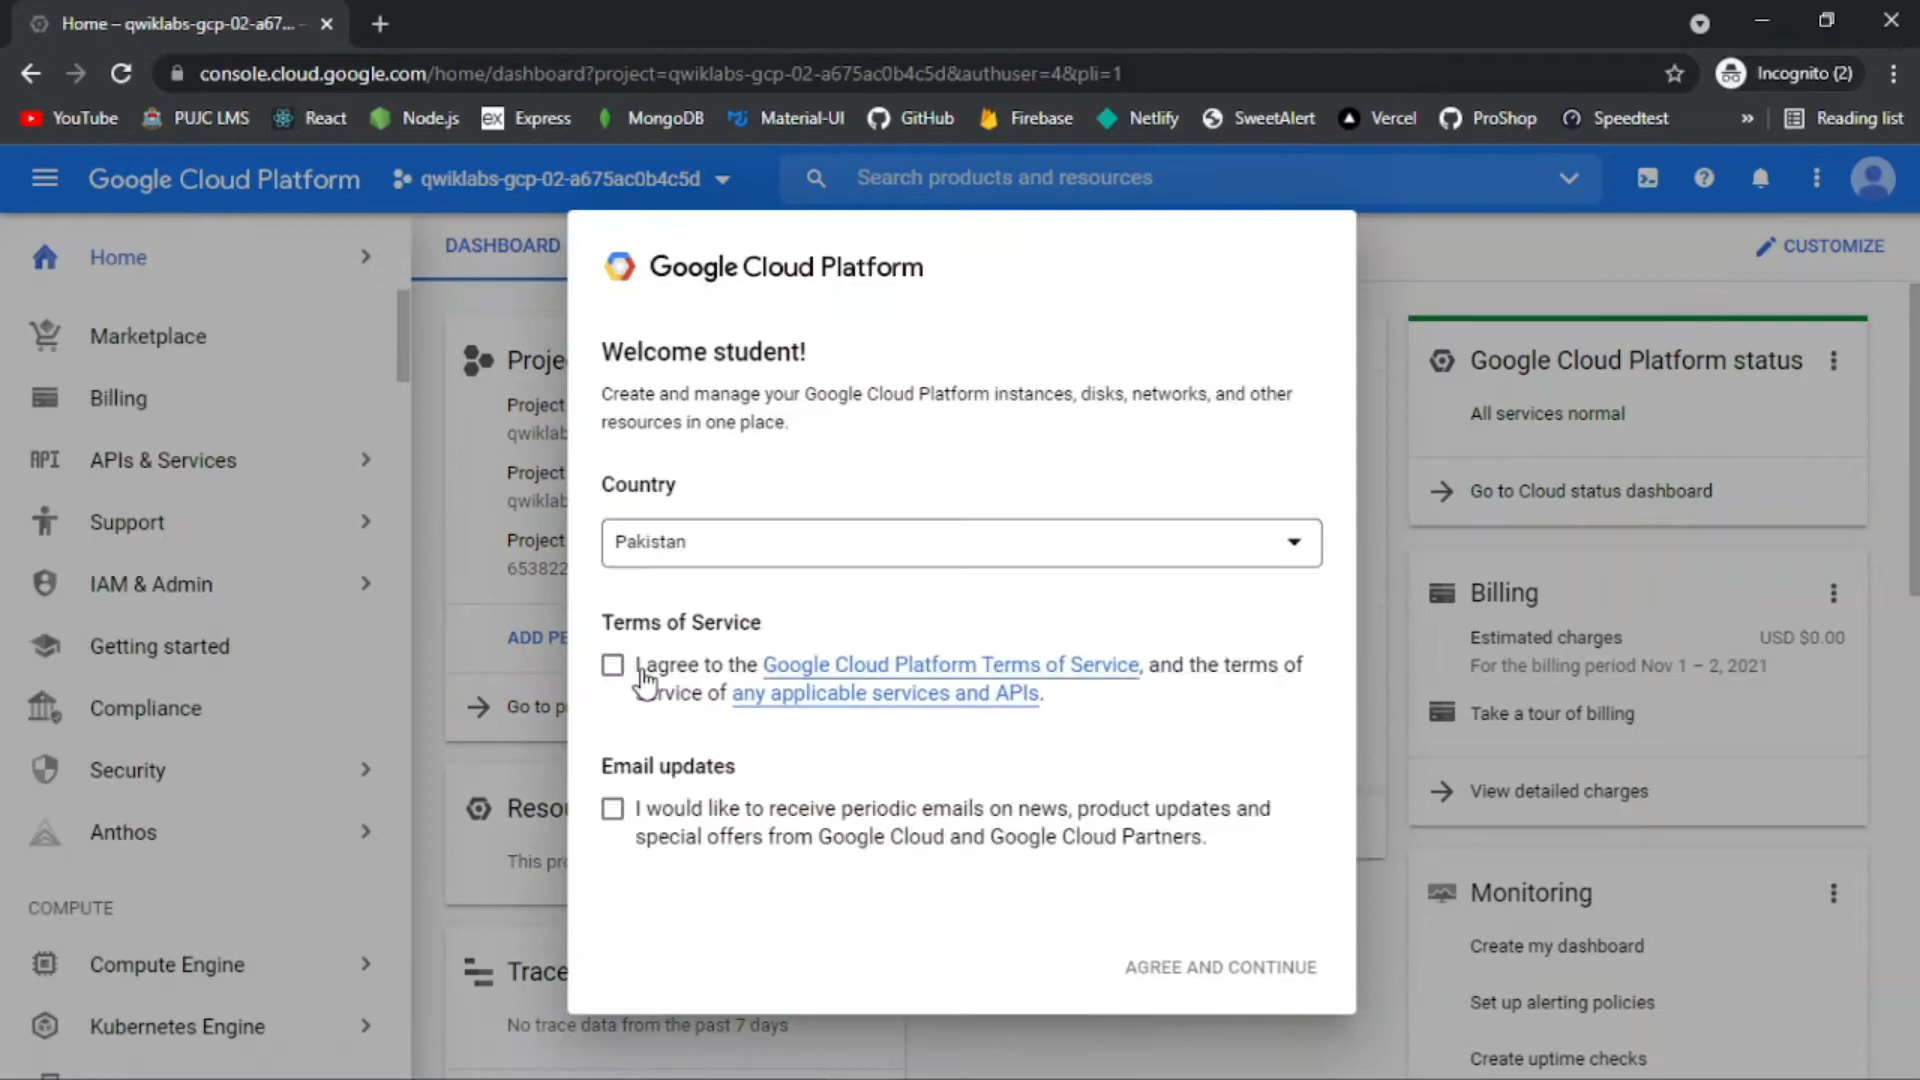 Home – qwiklabs-gcp-02-a67...
console.cloud.google.com/home/dashboard?project=qwiklabs-gcp-02-a675ac0b4c5d&authuser=4&pli=1
Incognito (2)
YouTube PUJC LMS React Node.js ex Express MongoDB Material-UI GitHub Firebase Netlify SweetAlert Vercel ProShop Speedtest » Reading list
Google Cloud Platform qwiklabs-gcp-02-a675ac0b4c5d Search products and resources
Home
Marketplace
Billing
API APIs & Services
Support
IAM & Admin
Getting started
Compliance
Security
Anthos
COMPUTE
Compute Engine
Kubernetes Engine
DASHBOARD
CUSTOMIZE
Proje
Project
qwiklab
Project
qwiklab
Project
653822
ADD PE
Go to p
Reso
This pro
Trace
No trace data from the past 7 days
Google Cloud Platform
Welcome student!
Create and manage your Google Cloud Platform instances, disks, networks, and other
resources in one place.
Country
Pakistan
Terms of Service
I agree to the Google Cloud Platform Terms of Service, and the terms of
service of any applicable services and APIs.
Email updates
I would like to receive periodic emails on news, product updates and
special offers from Google Cloud and Google Cloud Partners.
AGREE AND CONTINUE
Google Cloud Platform status
All services normal
Go to Cloud status dashboard
Billing
Estimated charges USD $0.00
For the billing period Nov 1 – 2, 2021
Take a tour of billing
View detailed charges
Monitoring
Create my dashboard
Set up alerting policies
Create uptime checks